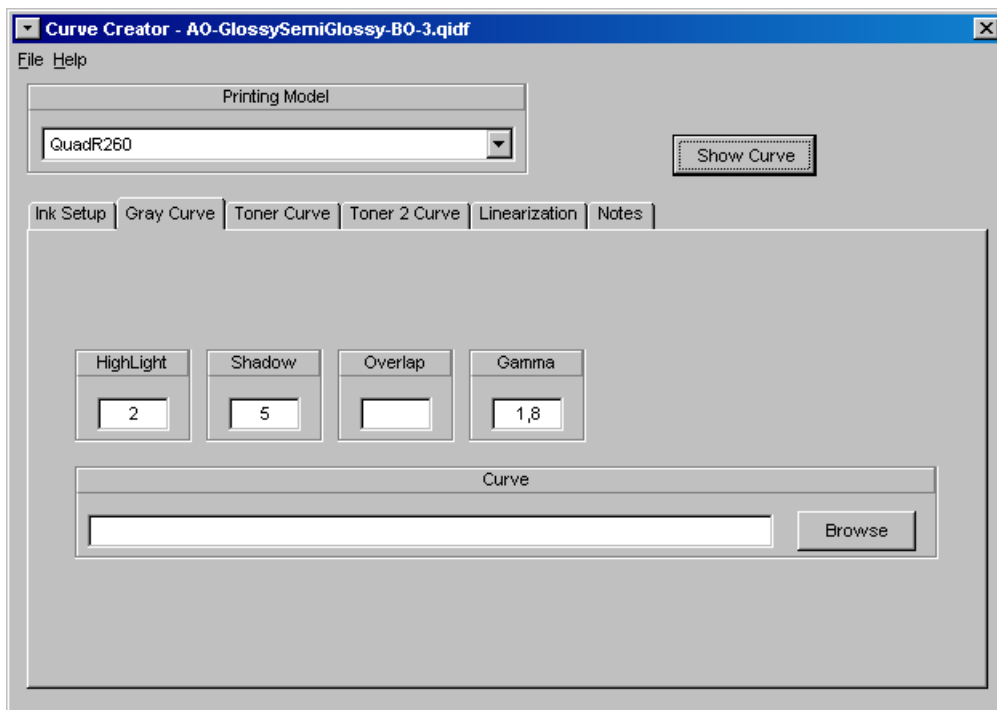 Curve Creator - AO-GlossySemiGlossy-BO-3.qidf
File Help
Printing Model
QuadR260
Show Curve
Ink Setup Gray Curve Toner Curve Toner 2 Curve Linearization Notes
HighLight Shadow Overlap Gamma
2 5 1,8
Curve
Browse